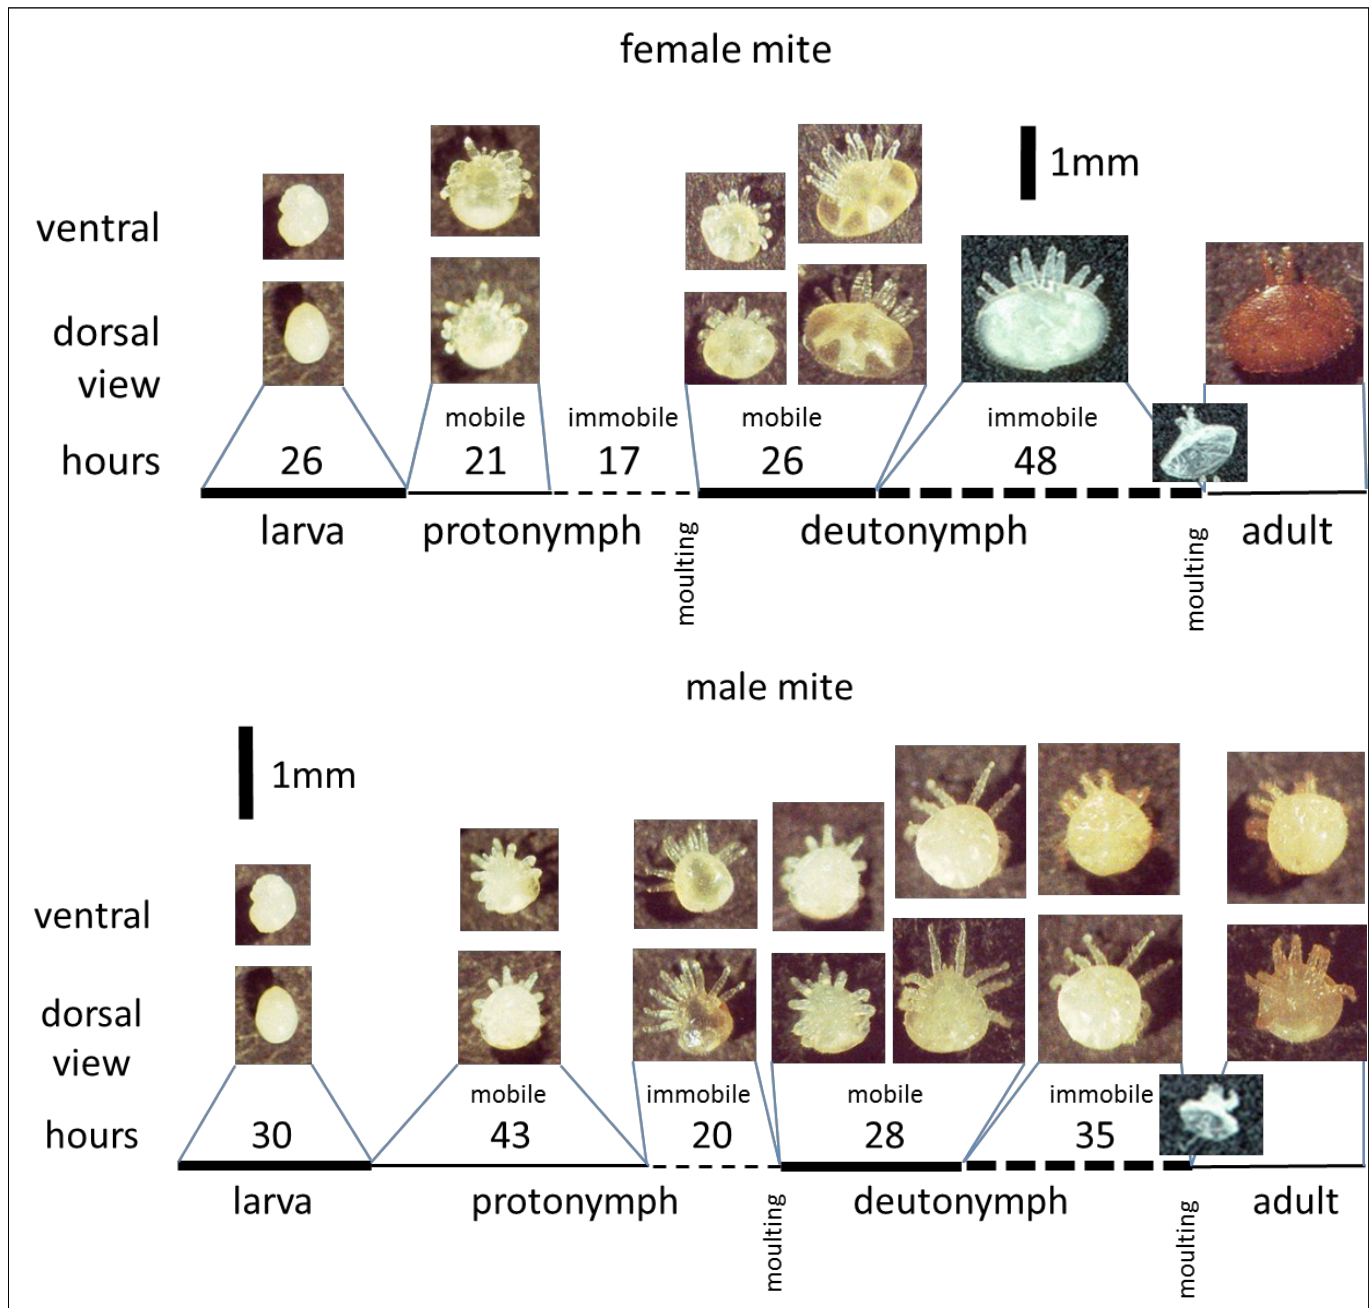 female mite
1mm
ventral
dorsal
view
mobile immobile mobile immobile
hours 26 21 17 26 48
larva protonymph moulting deutonymph moulting adult
male mite
1mm
ventral
dorsal
view
mobile immobile mobile immobile
hours 30 43 20 28 35
larva protonymph moulting deutonymph moulting adult